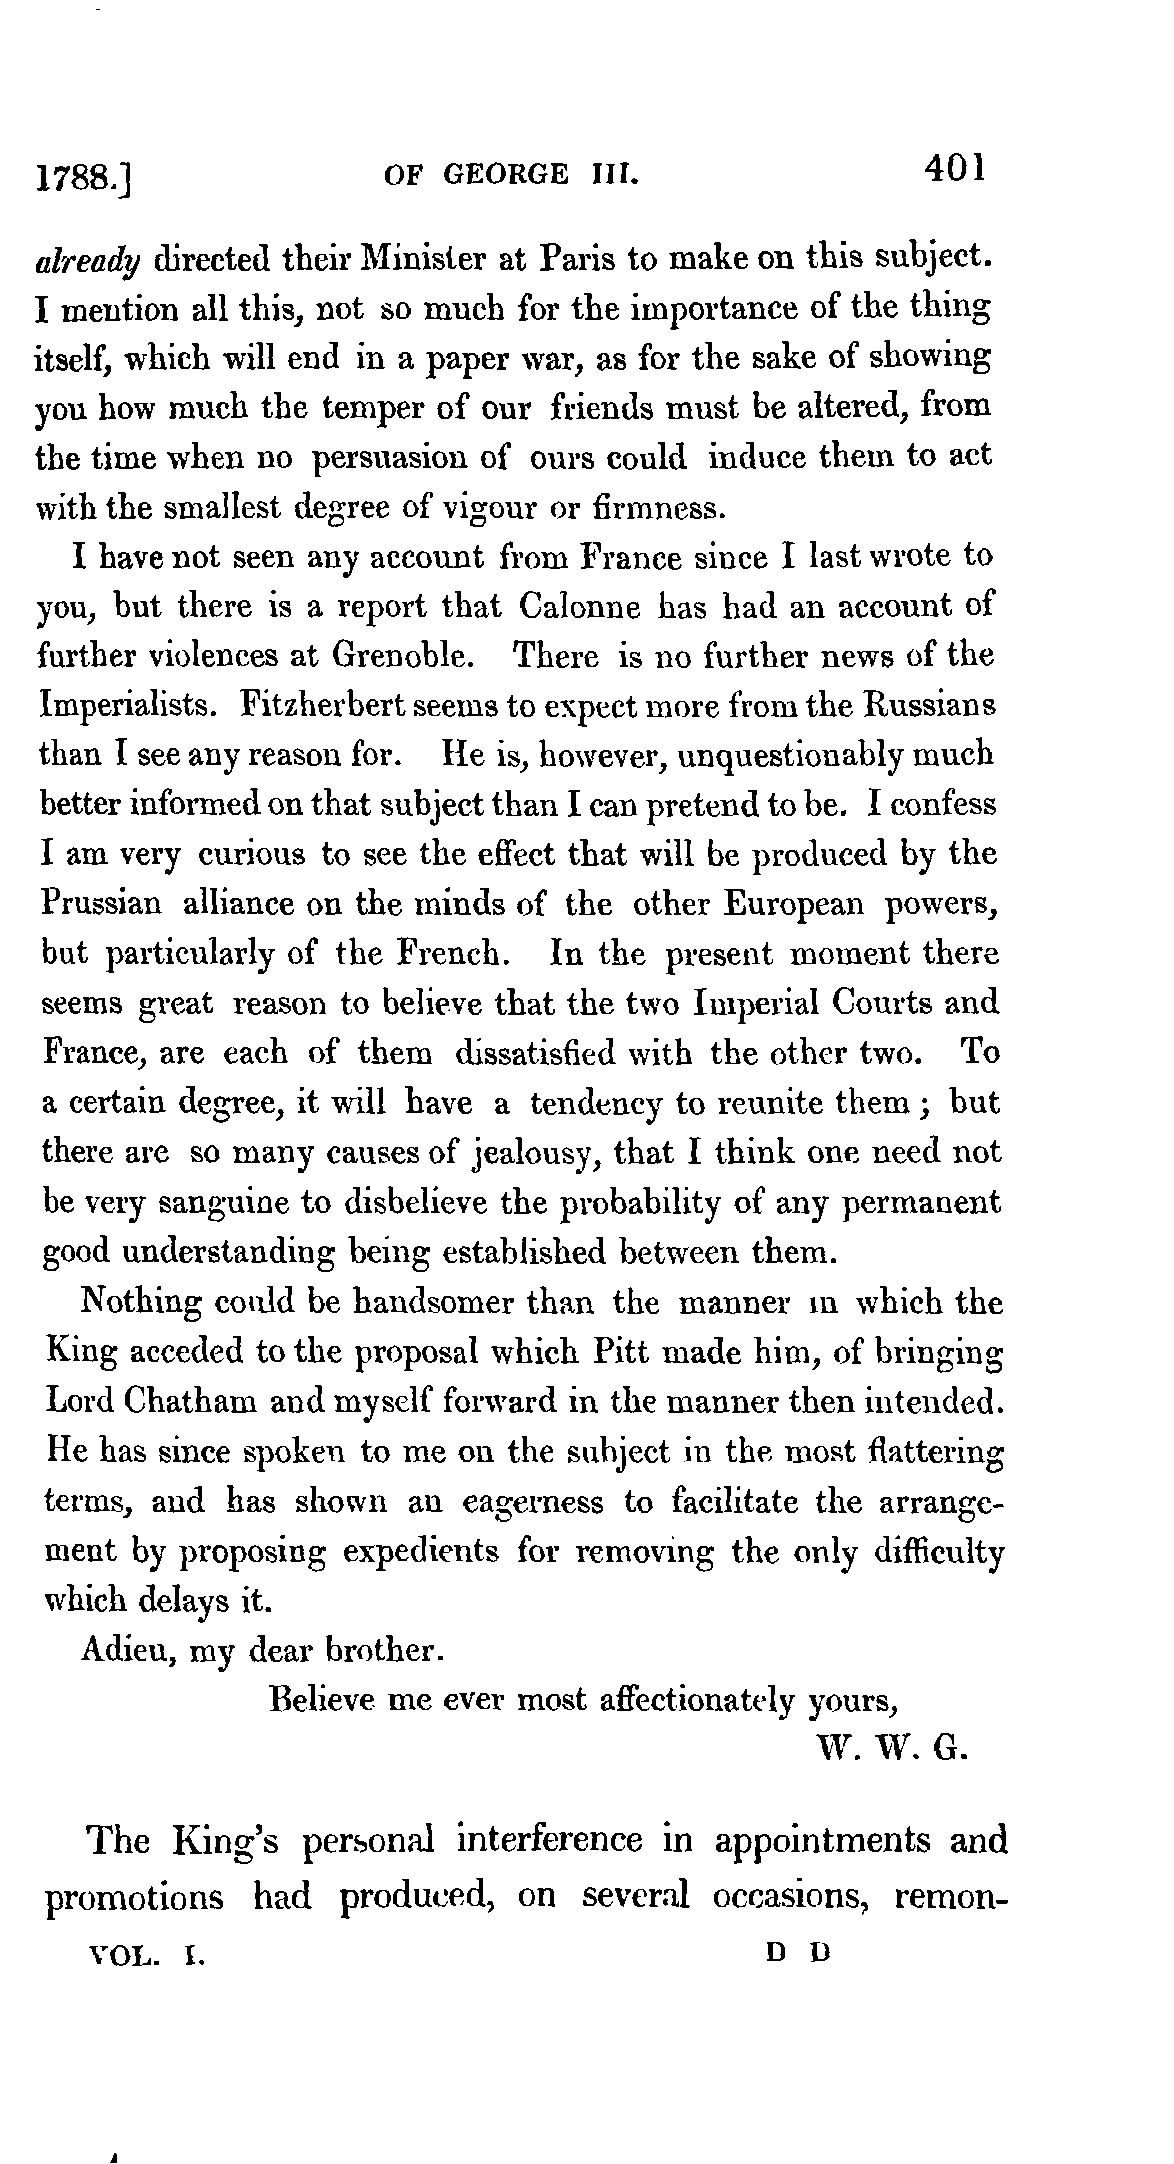 1788.] OF GEORGE III. 401
already directed their Minister at Paris to make on this subject.
I mention all this, not so much for the importance of the thing
itself, which will end in a paper war, as for the sake of showing
you how much the temper of our friends must be altered, from
the time when no persuasion of ours could induce them to act
with the smallest degree of vigour or firmness.
I have not seen any account from France since I last wrote to
you, but there is a report that Calonne has had an account of
further violences at Grenoble. There is no further news of the
Imperialists. Fitzherbert seems to expect more from the Russians
than I see any reason for. He is, however, unquestionably much
better informed on that subject than I can pretend to be. I confess
I am very curious to see the effect that will be produced by the
Prussian alliance on the minds of the other European powers,
but particularly of the French. In the present moment there
seems great reason to believe that the two Imperial Courts and
France, are each of them dissatisfied with the other two. To
a certain degree, it will have a tendency to reunite them; but
there are so many causes of jealousy, that I think one need not
be very sanguine to disbelieve the probability of any permanent
good understanding being established between them.
Nothing could be handsomer than the manner in which the
King acceded to the proposal which Pitt made him, of bringing
Lord Chatham and myself forward in the manner then intended.
He has since spoken to me on the subject in the most flattering
terms, and has shown an eagerness to facilitate the arrange-
ment by proposing expedients for removing the only difficulty
which delays it.
Adieu, my dear brother.
Believe me ever most affectionately yours,
W. W. G.
The King's personal interference in appointments and
promotions had produced, on several occasions, remon-
VOL. I. D D